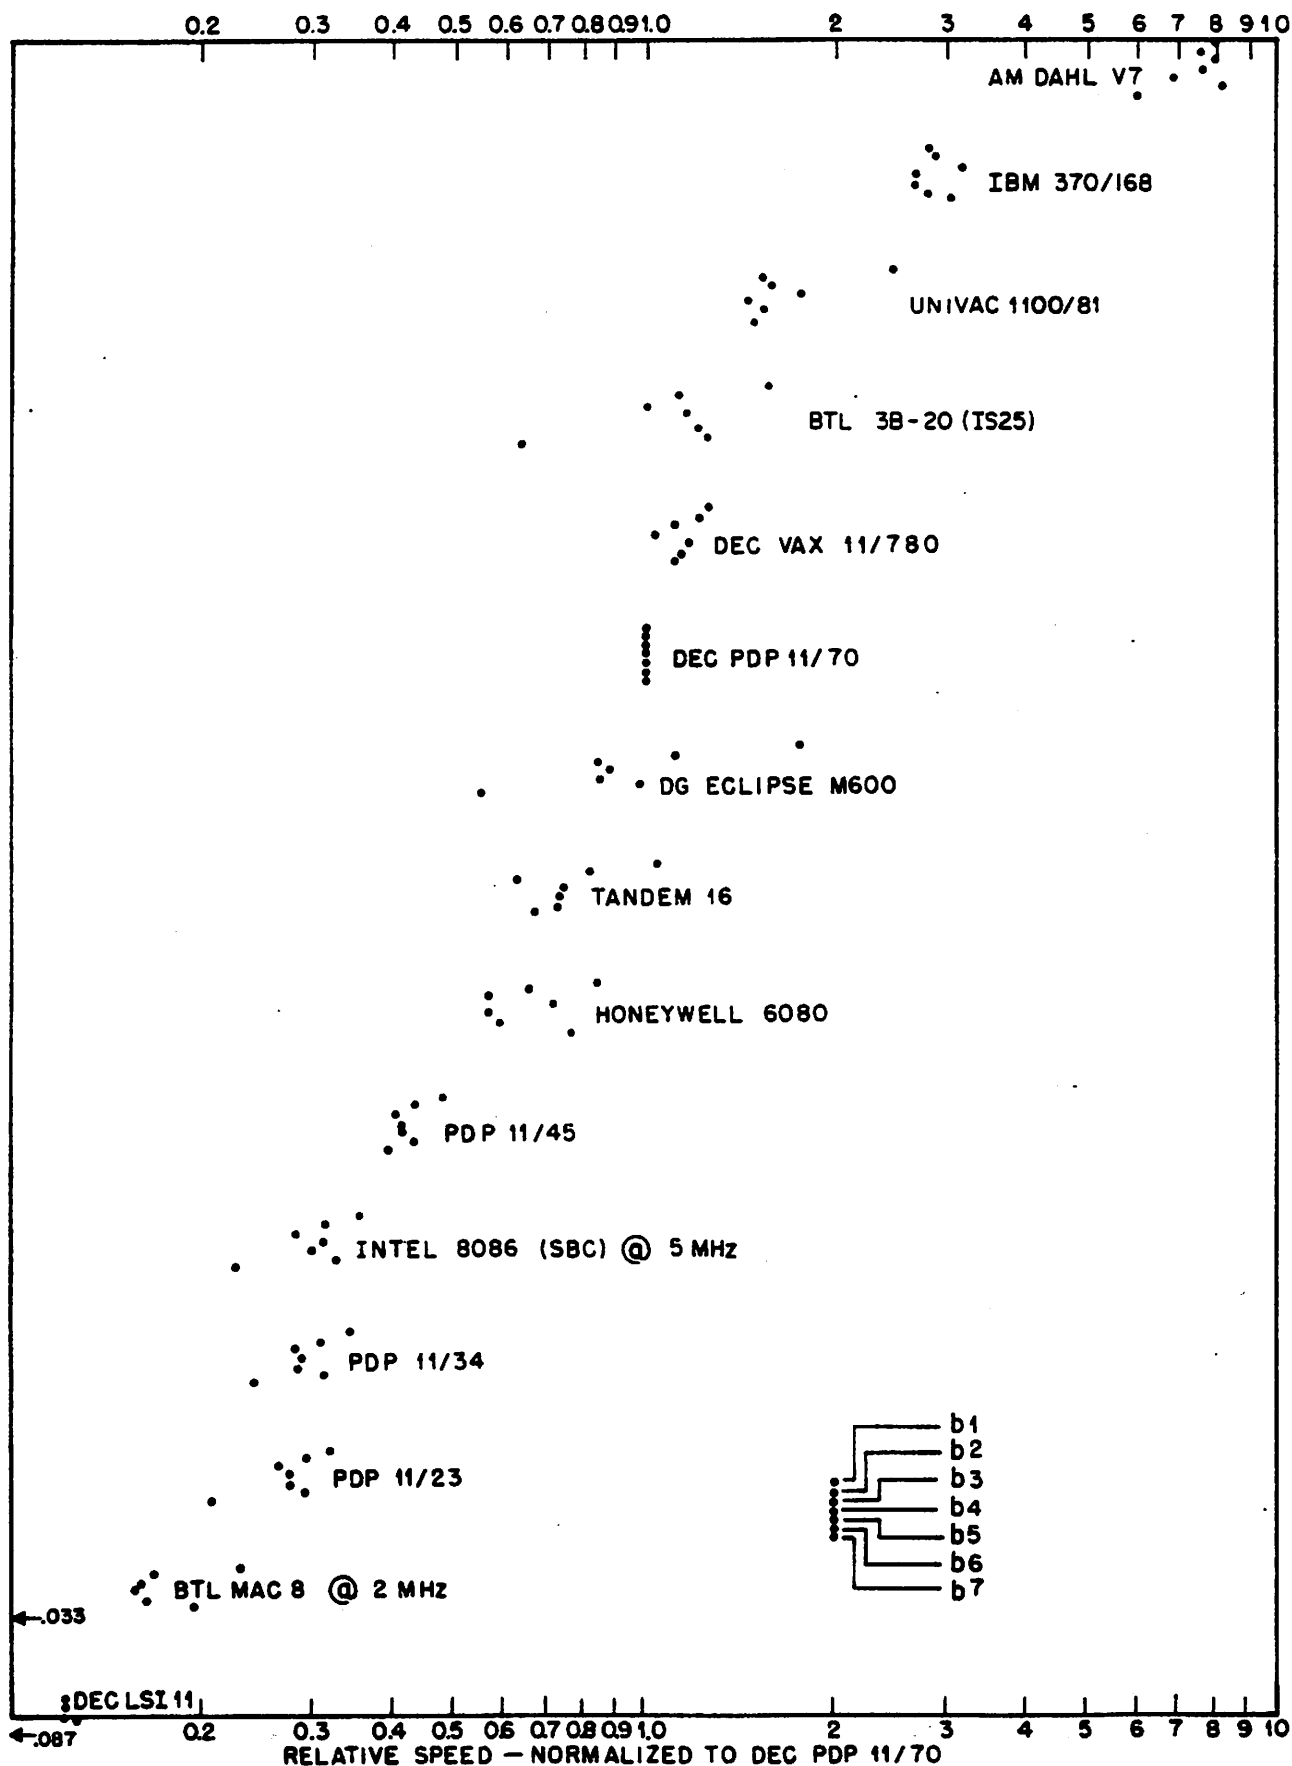 0.2 0.3 0.4 0.5 0.6 0.7 0.8 0.9 1.0 2 3 4 5 6 7 8 9 10
AMDAHL V7
IBM 370/168
UNIVAC 1100/81
BTL 3B-20 (IS25)
DEC VAX 11/780
DEC PDP 11/70
DG ECLIPSE M600
TANDEM 16
HONEYWELL 6080
PDP 11/45
INTEL 8086 (SBC) @ 5 MHz
PDP 11/34
b1
b2
PDP 11/23
b3
b4
b5
b6
BTL MAC 8 @ 2 MHz
b7
.033
DEC LSI 11
.087
0.2 0.3 0.4 0.5 0.6 0.7 0.8 0.9 1.0 2 3 4 5 6 7 8 9 10
RELATIVE SPEED — NORMALIZED TO DEC PDP 11/70